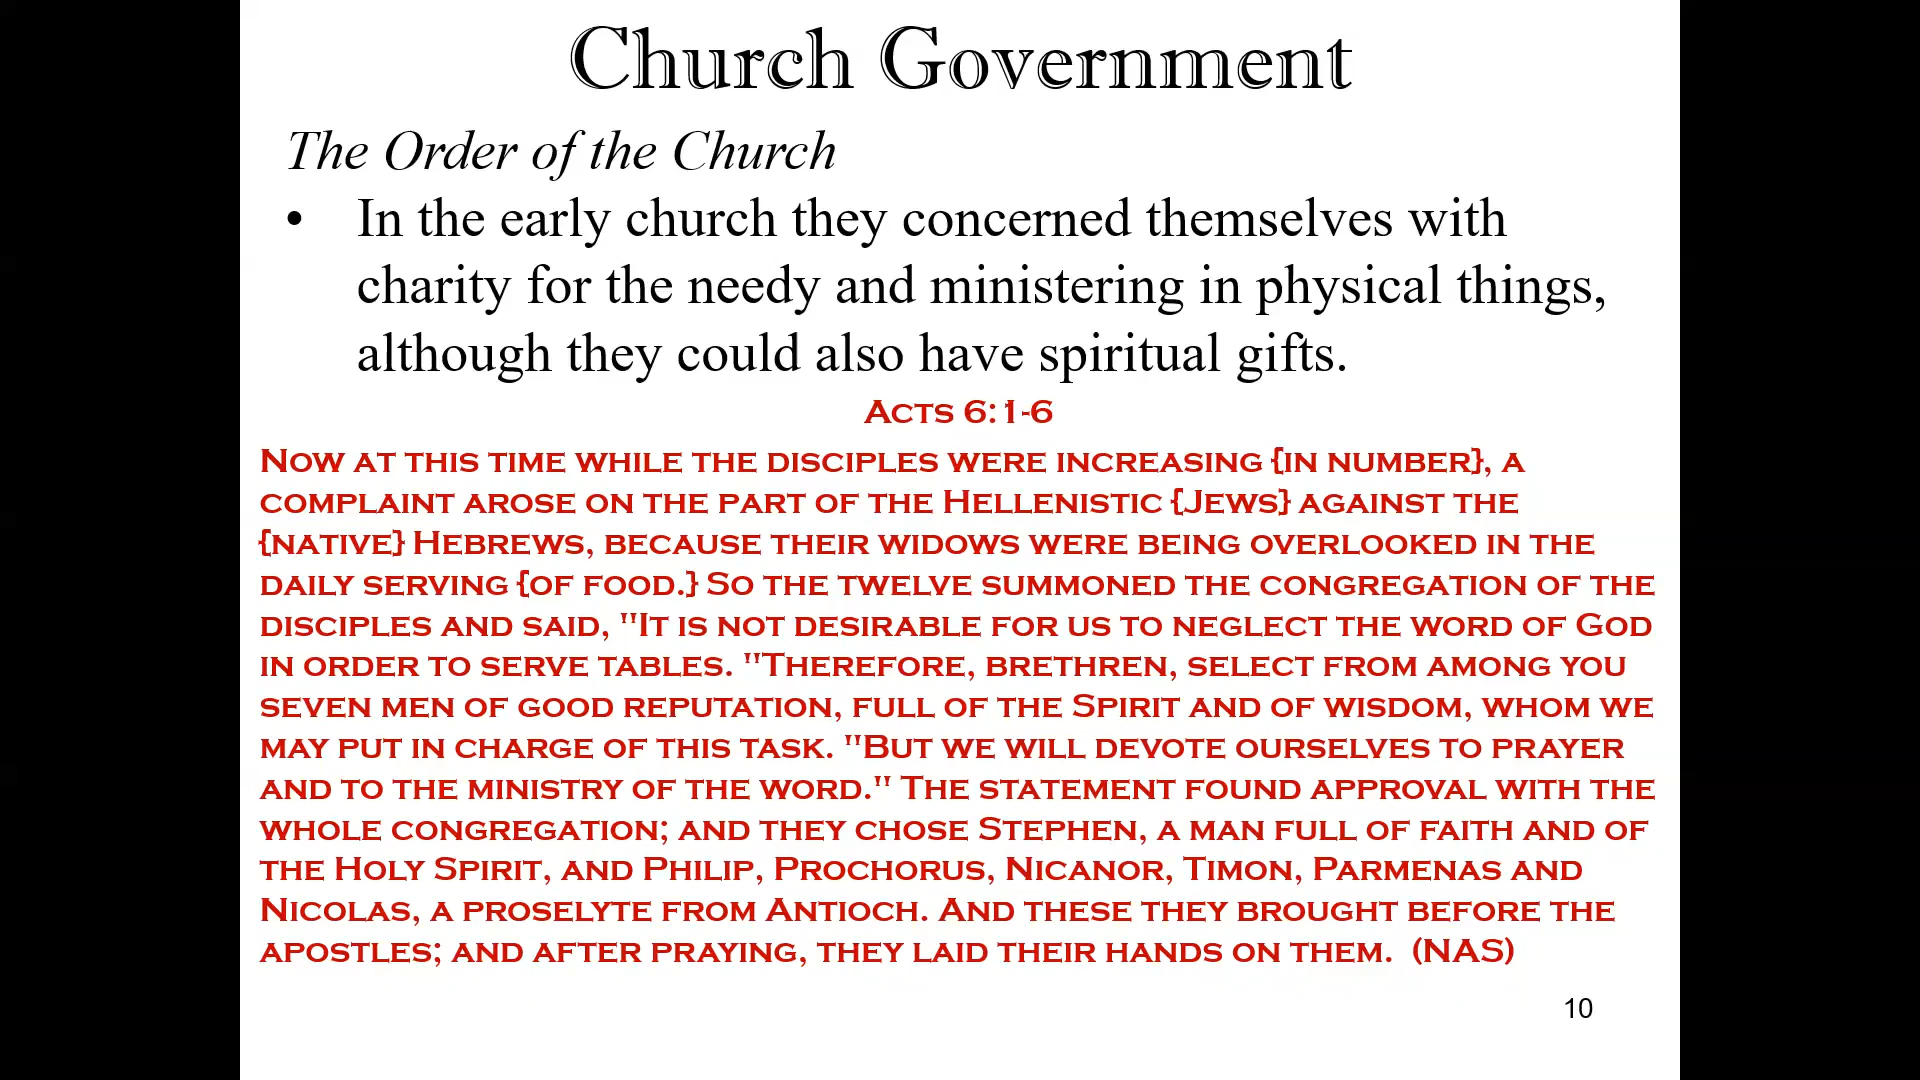 Church Government
The Order of the Church
• In the early church they concerned themselves with
charity for the needy and ministering in physical things,
although they could also have spiritual gifts.
Acts 6:1-6
Now at this time while the disciples were increasing {in number}, a
complaint arose on the part of the Hellenistic {Jews} against the
{native} Hebrews, because their widows were being overlooked in the
daily serving {of food.} So the twelve summoned the congregation of the
disciples and said, "It is not desirable for us to neglect the word of God
in order to serve tables. "Therefore, brethren, select from among you
seven men of good reputation, full of the Spirit and of wisdom, whom we
may put in charge of this task. "But we will devote ourselves to prayer
and to the ministry of the word." The statement found approval with the
whole congregation; and they chose Stephen, a man full of faith and of
the Holy Spirit, and Philip, Prochorus, Nicanor, Timon, Parmenas and
Nicolas, a proselyte from Antioch. And these they brought before the
apostles; and after praying, they laid their hands on them. (NAS)
10